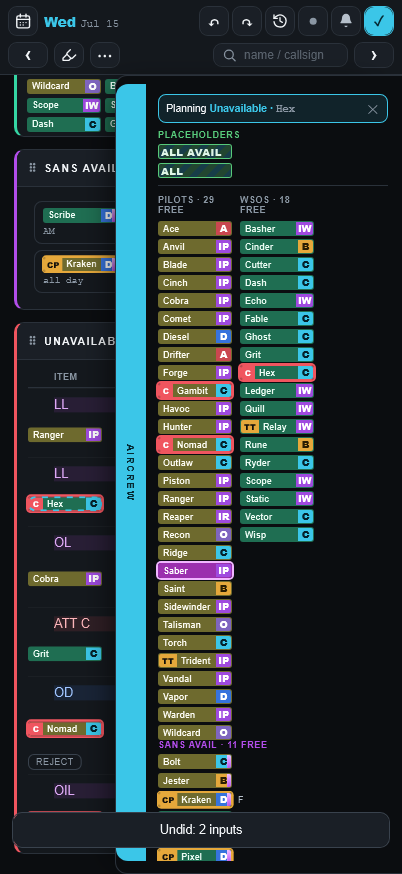 Wed Jul 15
name / callsign
Wildcard O
Scope IW
Dash C
SANS AVAIL
Scribe D
AM
CP Kraken D
all day
UNAVAILAB
ITEM
LL
Ranger IP
LL
C Hex C
OL
Cobra IP
ATT C
Grit C
OD
C Nomad C
REJECT
OIL
AIRCREW
Planning Unavailable · Hex
PLACEHOLDERS
ALL AVAIL
ALL
PILOTS · 29 FREE
Ace A
Anvil IP
Blade IP
Cinch IP
Cobra IP
Comet IP
Diesel D
Drifter A
Forge IP
C Gambit C
Havoc IP
Hunter IP
C Nomad C
Outlaw C
Piston IP
Ranger IP
Reaper IR
Recon O
Ridge C
Saber IP
Saint B
Sidewinder IP
Talisman O
Torch C
TT Trident IP
Vandal IP
Vapor D
Warden IP
Wildcard O
WSOS · 18 FREE
Basher IW
Cinder B
Cutter C
Dash C
Echo IW
Fable C
Ghost C
Grit C
C Hex C
Ledger IW
Quill IW
TT Relay IW
Rune B
Ryder C
Scope IW
Static IW
Vector C
Wisp C
SANS AVAIL · 11 FREE
Bolt C
Jester B
CP Kraken D F
Undid: 2 inputs
CP Pixel D